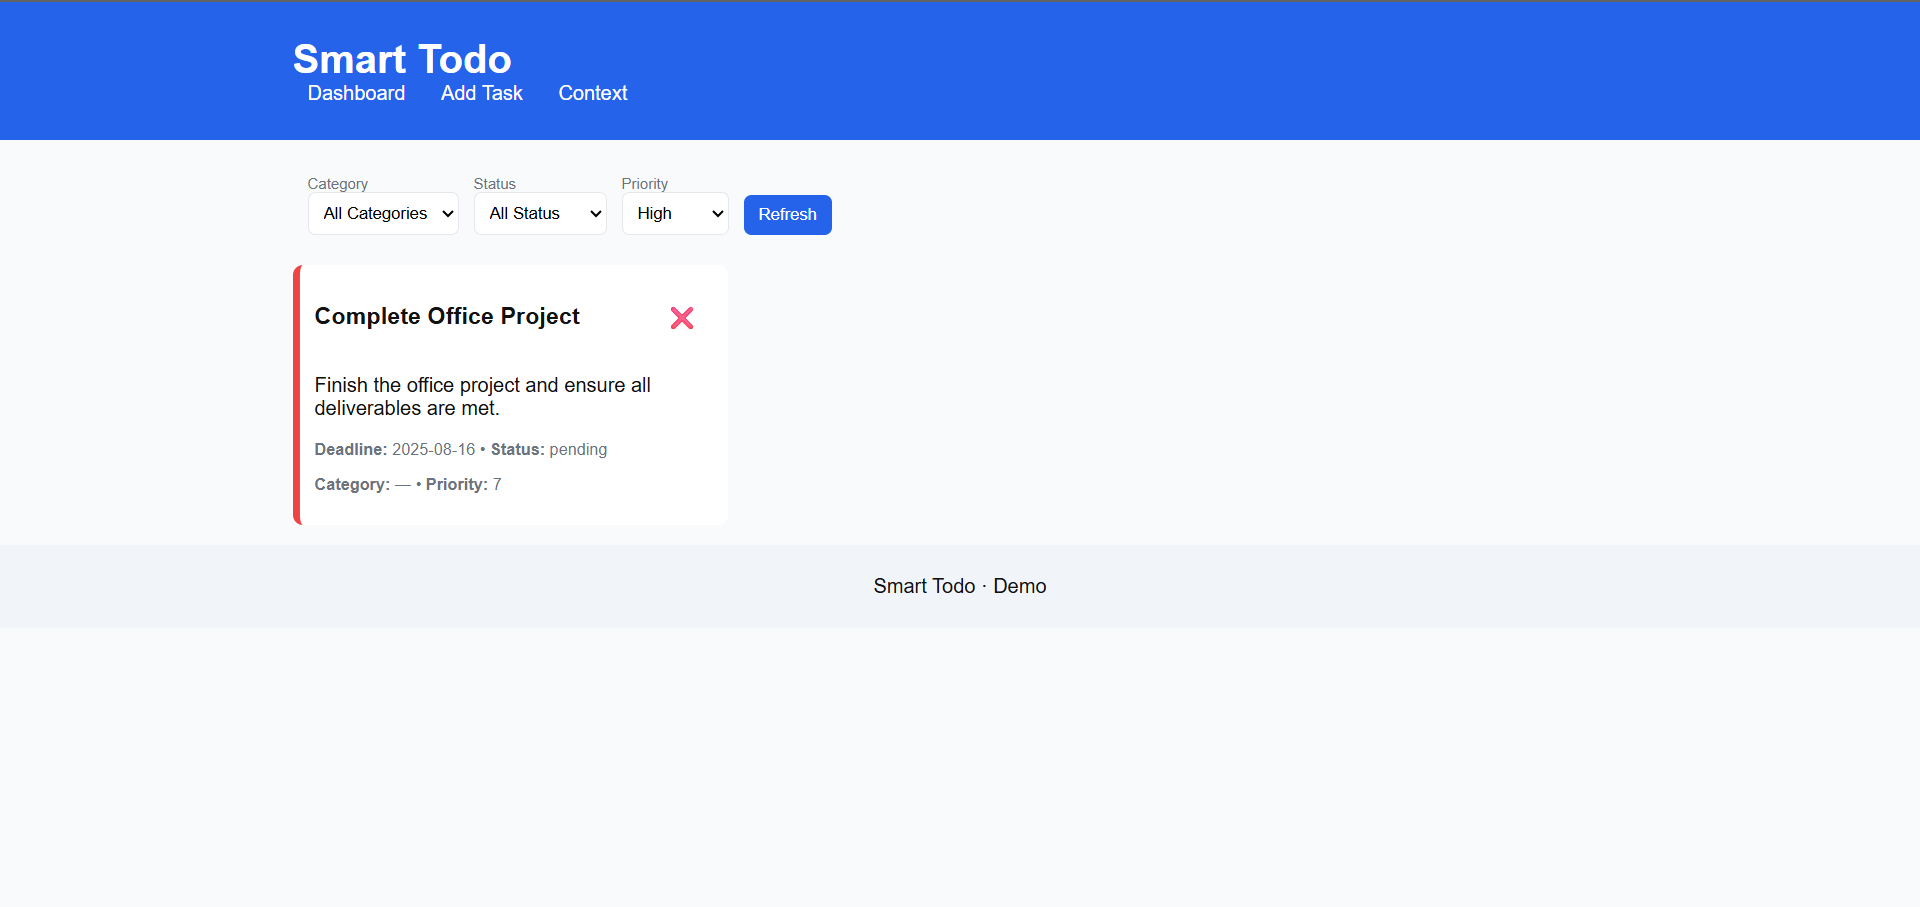 Smart Todo
Dashboard Add Task Context
Category Status Priority
All Categories All Status High Refresh
Complete Office Project
Finish the office project and ensure all
deliverables are met.
Deadline: 2025-08-16 • Status: pending
Category: — • Priority: 7
Smart Todo · Demo